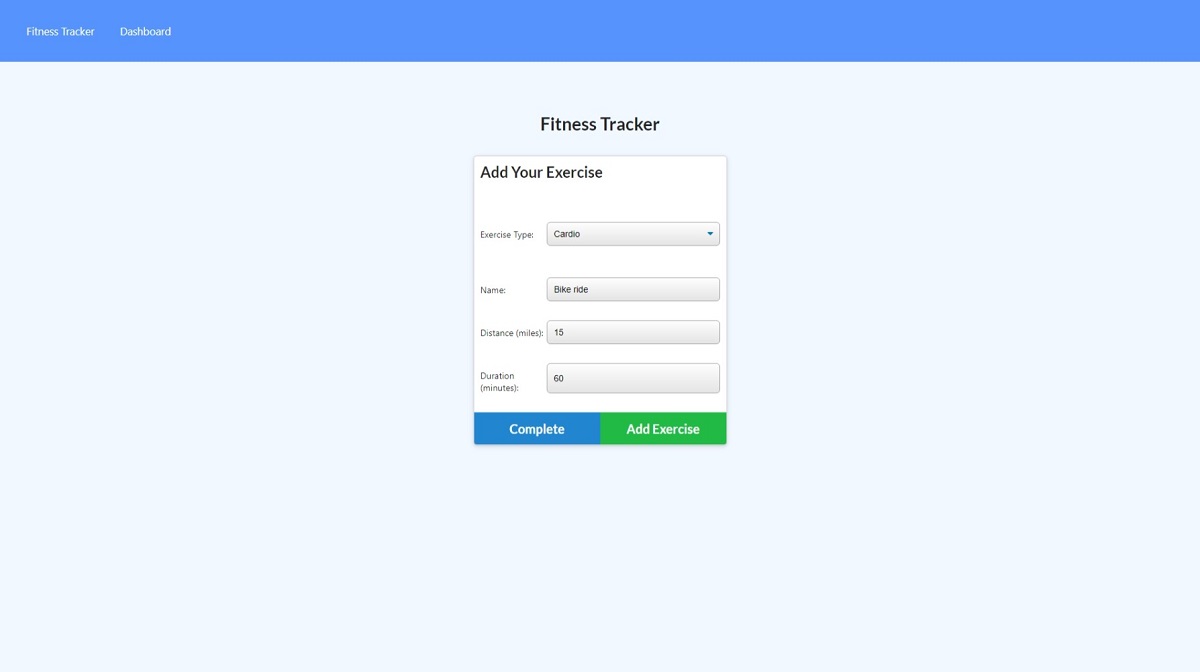 Fitness Tracker Dashboard
Fitness Tracker
Add Your Exercise
Exercise Type: Cardio
Name: Bike ride
Distance (miles): 15
Duration
(minutes): 60
Complete Add Exercise